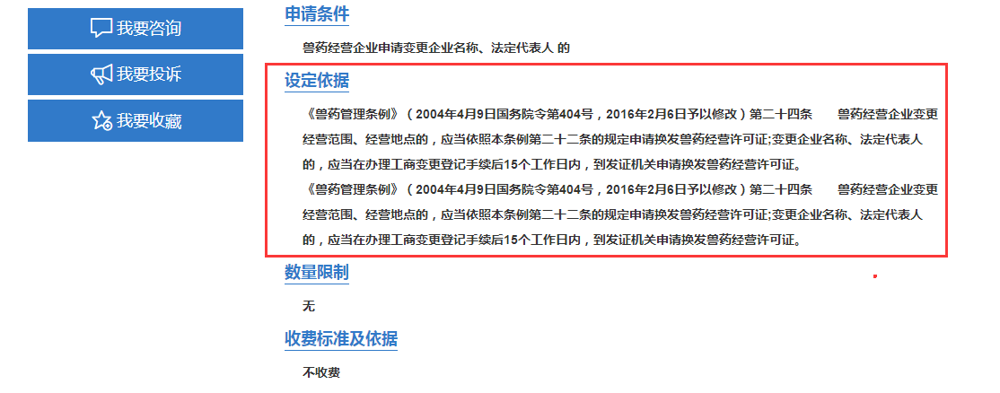 我要咨询
我要投诉
我要收藏
申请条件
兽药经营企业申请变更企业名称、法定代表人 的
设定依据
《兽药管理条例》（2004年4月9日国务院令第404号，2016年2月6日予以修改）第二十四条　　兽药经营企业变更
经营范围、经营地点的，应当依照本条例第二十二条的规定申请换发兽药经营许可证;变更企业名称、法定代表人
的，应当在办理工商变更登记手续后15个工作日内，到发证机关申请换发兽药经营许可证。
《兽药管理条例》（2004年4月9日国务院令第404号，2016年2月6日予以修改）第二十四条　　兽药经营企业变更
经营范围、经营地点的，应当依照本条例第二十二条的规定申请换发兽药经营许可证;变更企业名称、法定代表人
的，应当在办理工商变更登记手续后15个工作日内，到发证机关申请换发兽药经营许可证。
数量限制
无
收费标准及依据
不收费